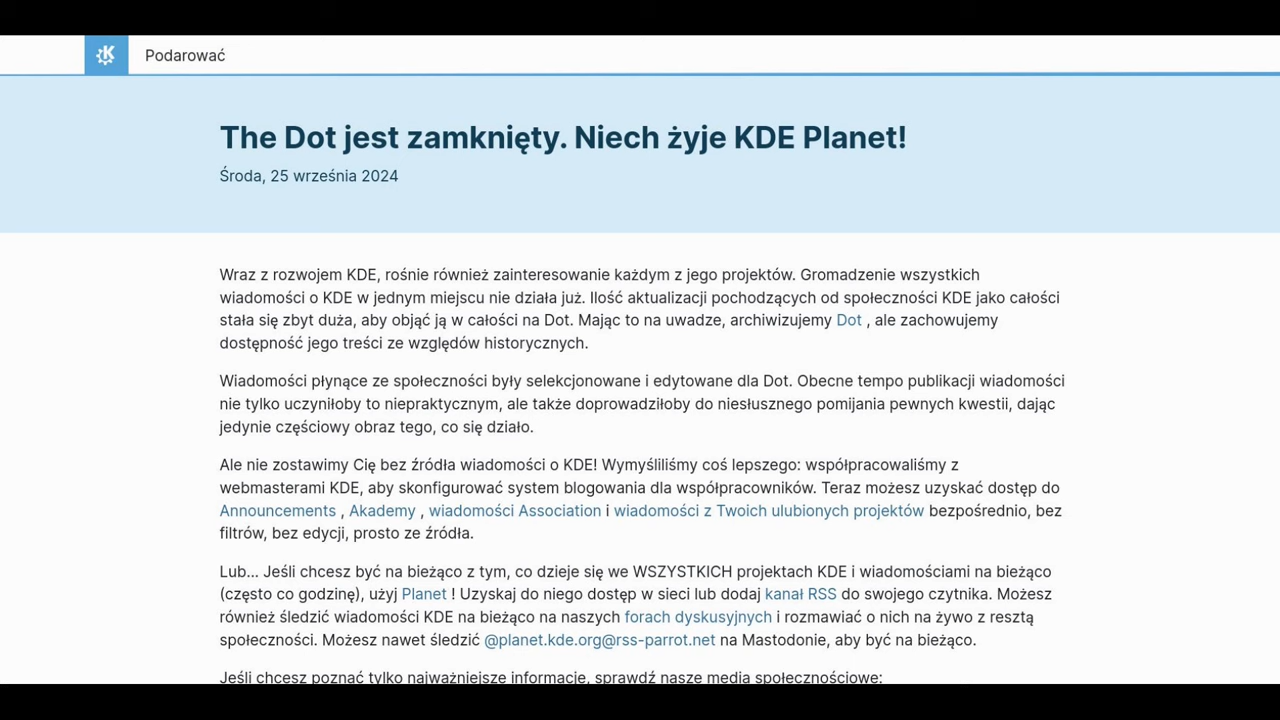 Podarować
The Dot jest zamknięty. Niech żyje KDE Planet!
Środa, 25 września 2024
Wraz z rozwojem KDE, rośnie również zainteresowanie każdym z jego projektów. Gromadzenie wszystkich
wiadomości o KDE w jednym miejscu nie działa już. Ilość aktualizacji pochodzących od społeczności KDE jako całości
stała się zbyt duża, aby objąć ją w całości na Dot. Mając to na uwadze, archiwizujemy Dot , ale zachowujemy
dostępność jego treści ze względów historycznych.
Wiadomości płynące ze społeczności były selekcjonowane i edytowane dla Dot. Obecne tempo publikacji wiadomości
nie tylko uczyniłoby to niepraktycznym, ale także doprowadziłoby do niesłusznego pomijania pewnych kwestii, dając
jedynie częściowy obraz tego, co się działo.
Ale nie zostawimy Cię bez źródła wiadomości o KDE! Wymyśliliśmy coś lepszego: współpracowaliśmy z
webmasterami KDE, aby skonfigurować system blogowania dla współpracowników. Teraz możesz uzyskać dostęp do
Announcements , Akademy , wiadomości Association i wiadomości z Twoich ulubionych projektów bezpośrednio, bez
filtrów, bez edycji, prosto ze źródła.
Lub... Jeśli chcesz być na bieżąco z tym, co dzieje się we WSZYSTKICH projektach KDE i wiadomościami na bieżąco
(często co godzinę), użyj Planet ! Uzyskaj do niego dostęp w sieci lub dodaj kanał RSS do swojego czytnika. Możesz
również śledzić wiadomości KDE na bieżąco na naszych forach dyskusyjnych i rozmawiać o nich na żywo z resztą
społeczności. Możesz nawet śledzić @planet.kde.org@rss-parrot.net na Mastodonie, aby być na bieżąco.
Jeśli chcesz poznać tylko najważniejsze informacje, sprawdź nasze media społecznościowe: